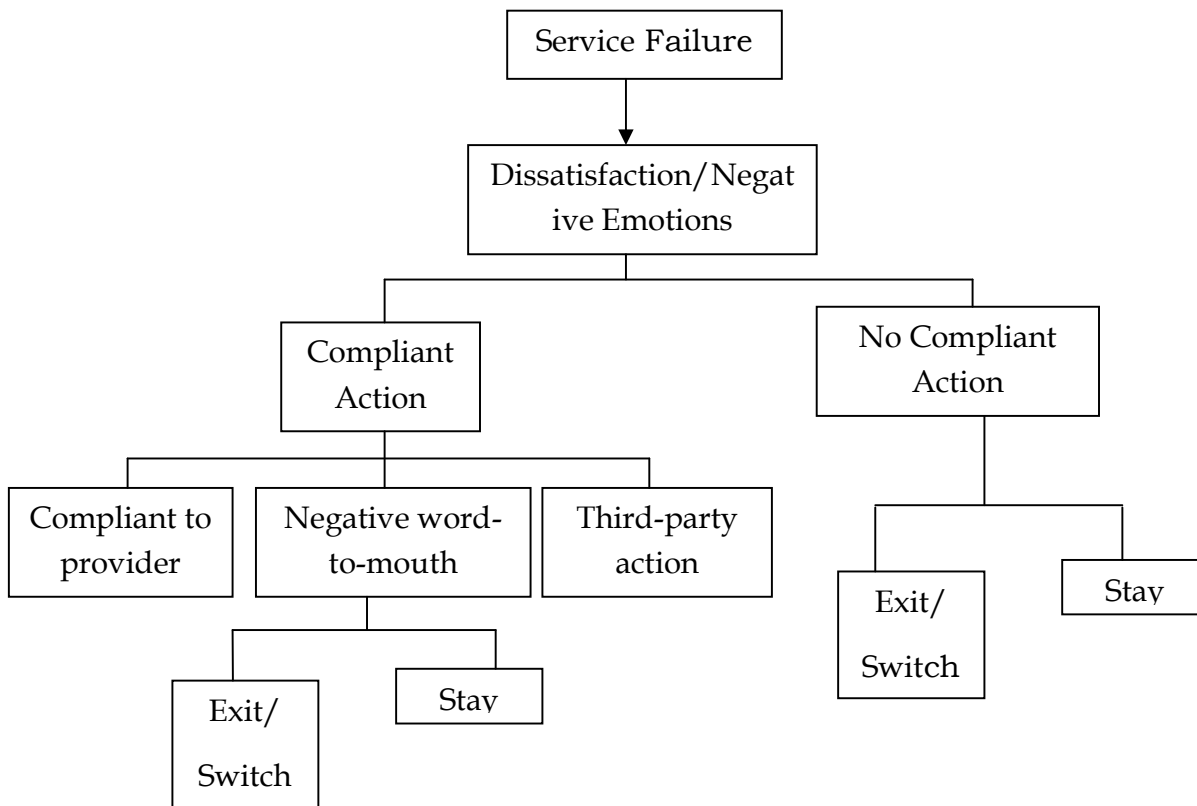 Service Failure
Dissatisfaction/Negat
ive Emotions
Compliant
Action
No Compliant
Action
Compliant to
provider
Negative word-
to-mouth
Third-party
action
Exit/
Switch
Stay
Exit/
Switch
Stay